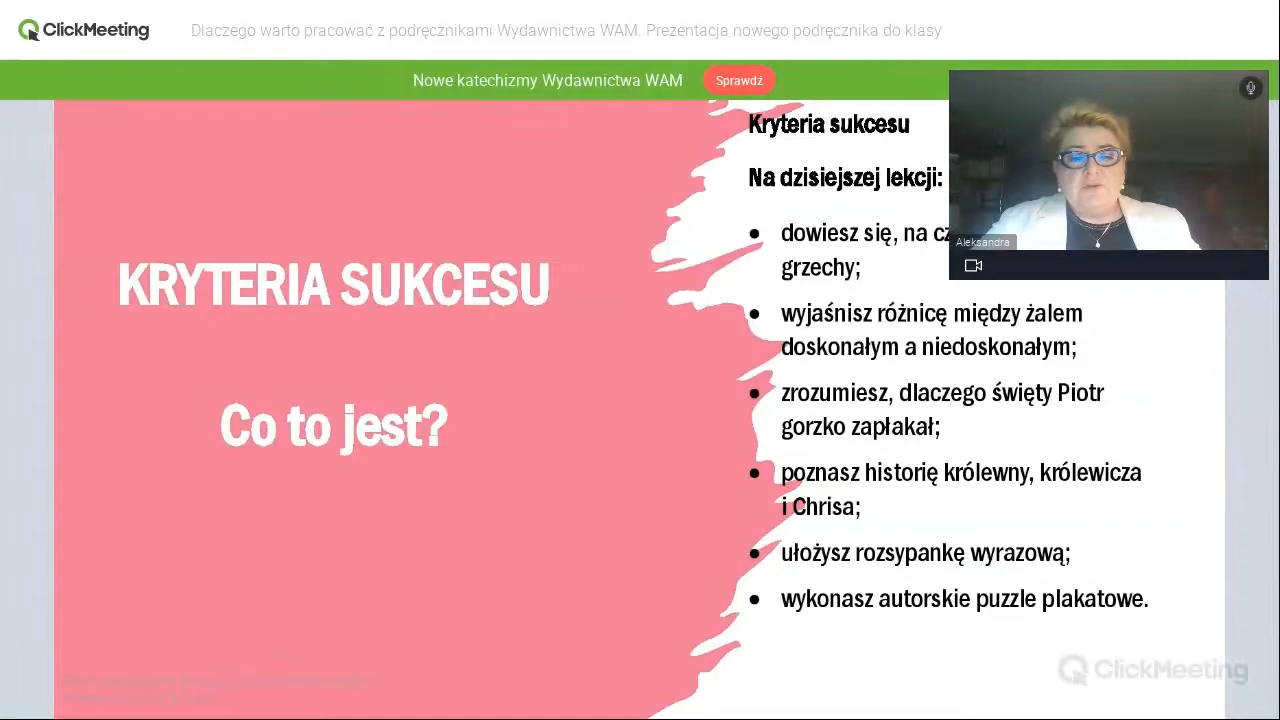 ClickMeeting
Dlaczego warto pracować z podręcznikami Wydawnictwa WAM. Prezentacja nowego podręcznika do klasy
Nowe katechizmy Wydawnictwa WAM
Sprawdź
KRYTERIA SUKCESU
Co to jest?
Kryteria sukcesu
Na dzisiejszej lekcji:
• dowiesz się, na
grzechy;
• wyjaśnisz różnicę między żalem
doskonałym a niedoskonałym;
• zrozumiesz, dlaczego święty Piotr
gorzko zapłakał;
• poznasz historię królewny, królewicza
i Chrisa;
• ułożysz rozsypankę wyrazową;
• wykonasz autorskie puzzle plakatowe.
Aleksandra
ClickMeeting